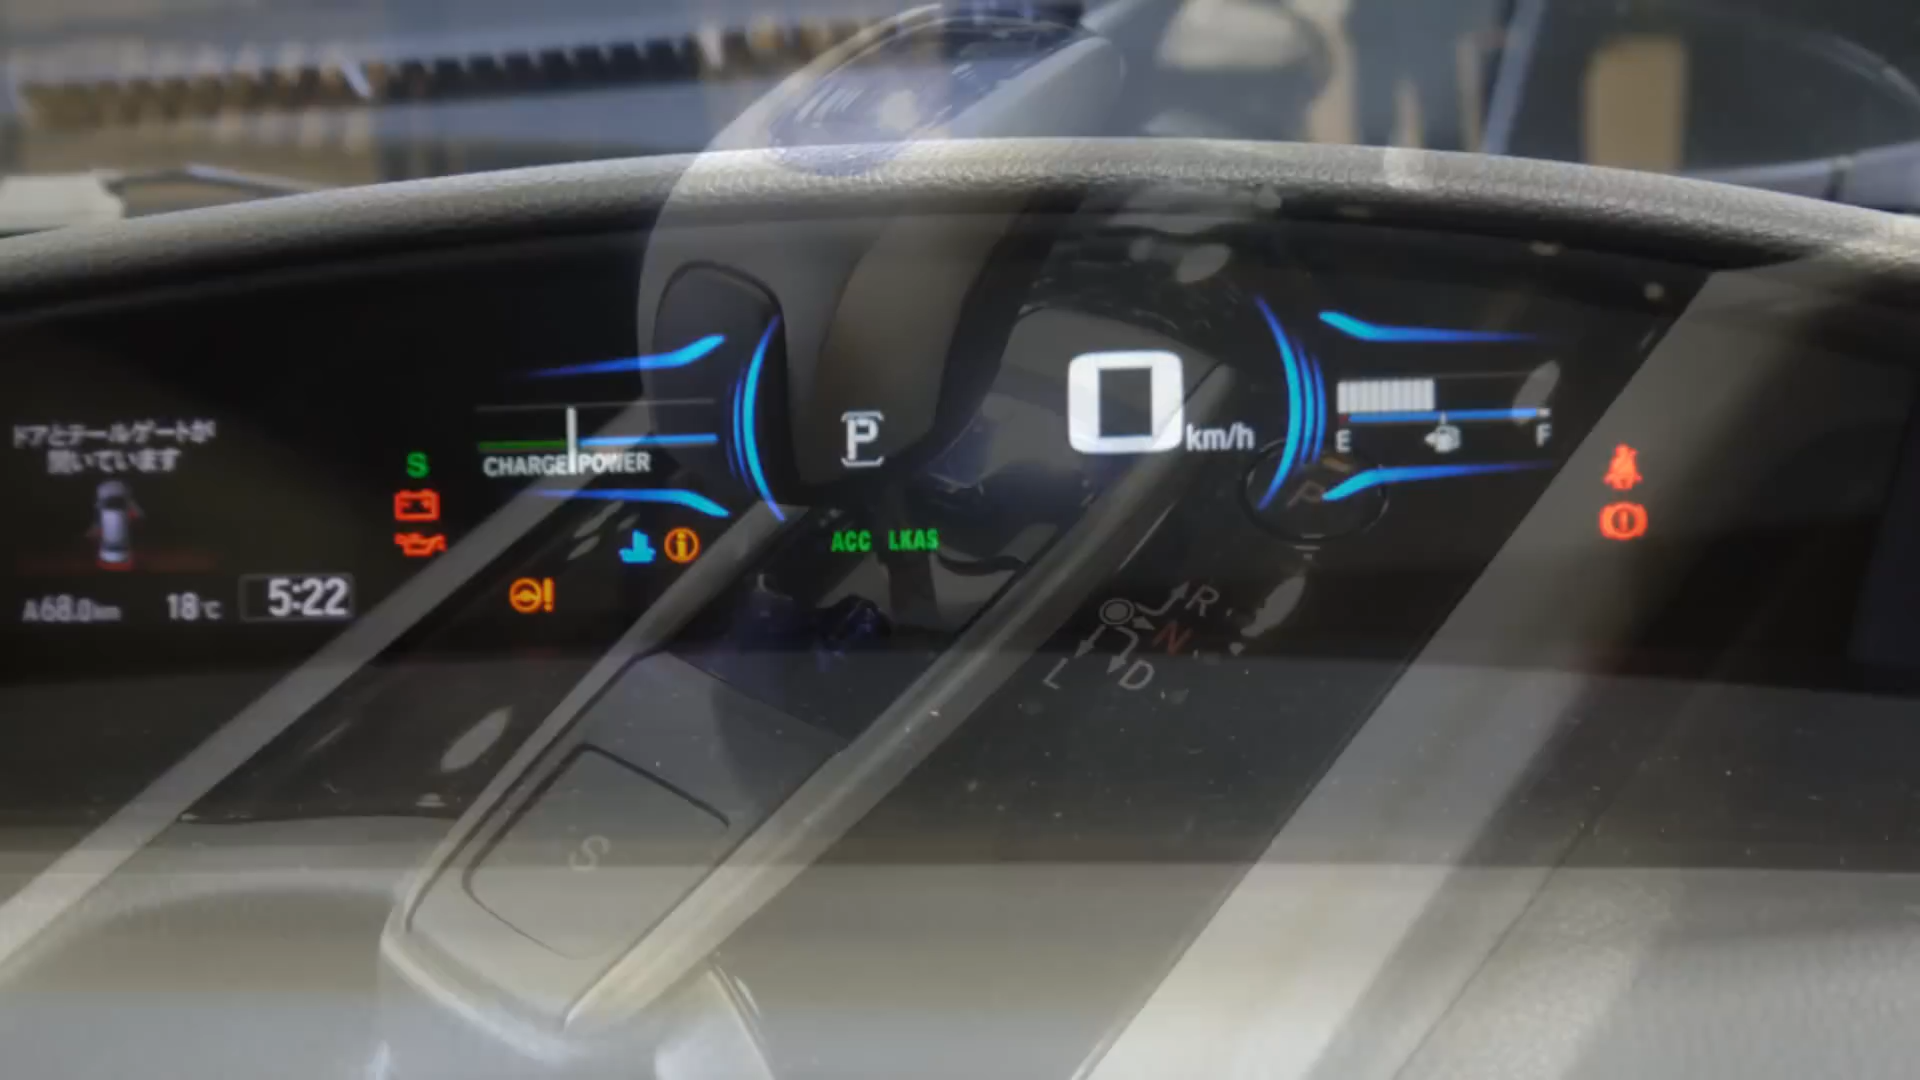 ドアとテールゲートが
開いています
A68.0km
18℃
5:22
S
CHARGE POWER
P
ACC LKAS
0 km/h
E F
P
R
N
D
L
S